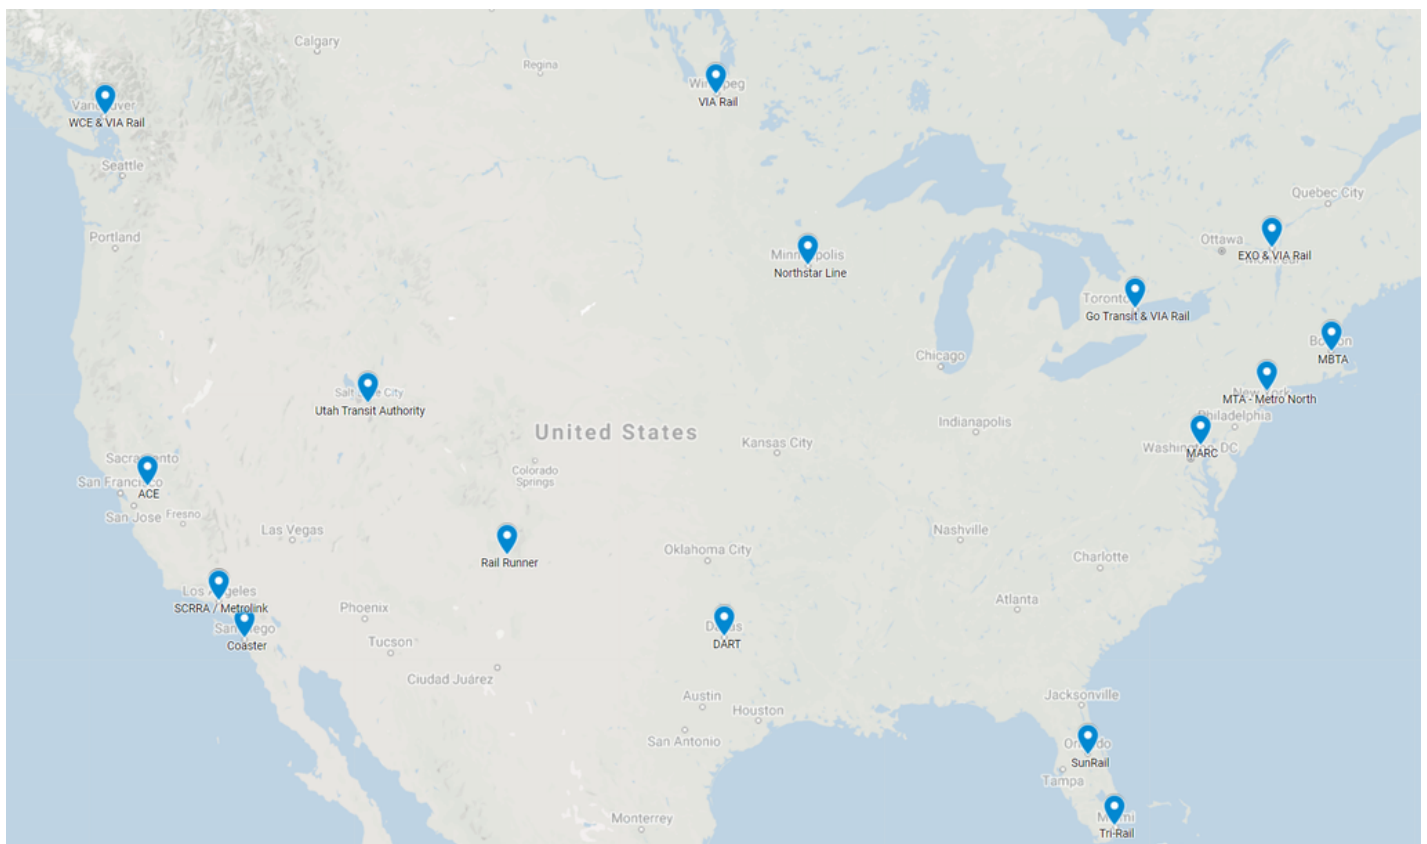 Calgary
Regina
Winnipeg
VIA Rail
Vancouver
WCE & VIA Rail
Seattle
Quebec City
Portland
Ottawa
EXO & VIA Rail
Montreal
Minneapolis
Northstar Line
Toronto
Go Transit & VIA Rail
Boston
MBTA
Chicago
Salt Lake City
Utah Transit Authority
New York
MTA - Metro North
Philadelphia
United States
Indianapolis
Kansas City
Washington, DC
MARC
Sacramento
San Francisco
ACE
San Jose
Fresno
Colorado
Springs
Las Vegas
Nashville
Rail Runner
Oklahoma City
Charlotte
Los Angeles
SCRRA / Metrolink
Phoenix
Atlanta
San Diego
Coaster
Dallas
DART
Tucson
Ciudad Juárez
Austin
Jacksonville
Houston
San Antonio
Orlando
SunRail
Tampa
Monterrey
Miami
Tri-Rail